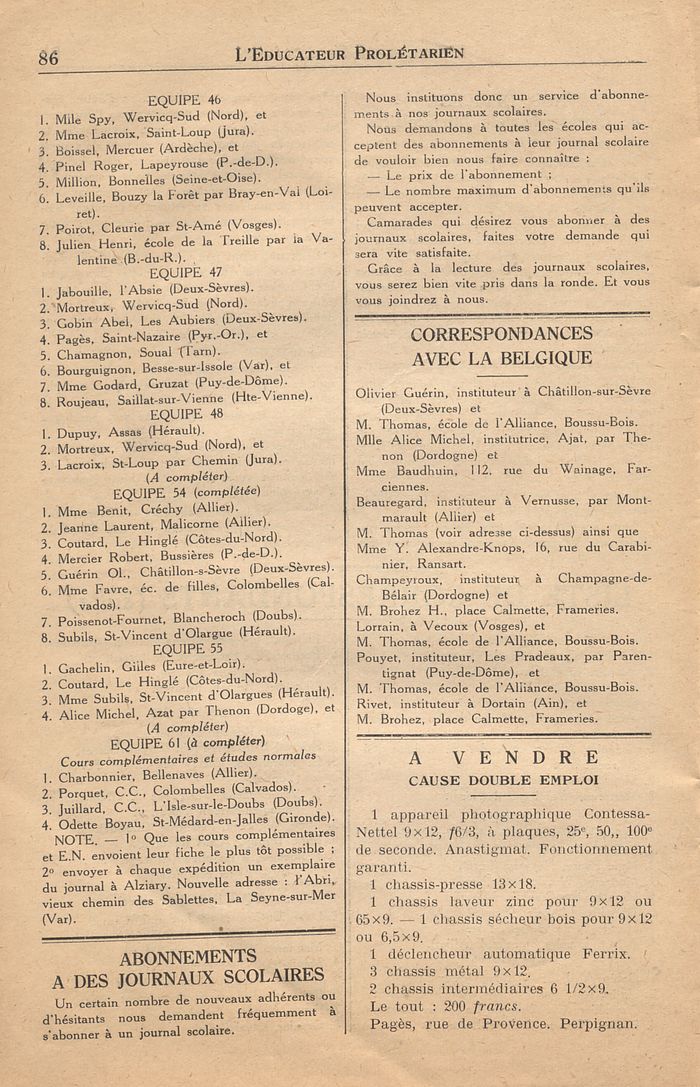 86
L'Educateur Prolétarien
EQUIPE 46
1. Mlle Spy, Wervicq-Sud (Nord), et
2. Mme Lacroix, Saint-Loup (Jura).
3. Boissel, Mercuer (Ardèche), et
4. Pinel Roger, Lapeyrouse (P.-de-D.).
5. Million, Bonnelles (Seine-et-Oise).
6. Leveille, Bouzy la Forêt par Bray-en-Val (Loi-
ret).
7. Poirot, Cleurie par St-Amé (Vosges).
8. Julien Henri, école de la Treille par la Va-
lentine (B.-du-R.).
EQUIPE 47
1. Jabouille, l'Absie (Deux-Sèvres).
2. Mortreux, Wervicq-Sud (Nord).
3. Gobin Abel, Les Aubiers (Deux-Sèvres).
4. Pagès, Saint-Nazaire (Pyr.-Or.), et
5. Chamagnon, Soual (Tarn).
6. Bourguignon, Besse-sur-Issole (Var), et
7. Mme Godard, Gruzat (Puy-de-Dôme).
8. Roujeau, Saillat-sur-Vienne (Hte-Vienne).
EQUIPE 48
1. Dupuy, Assas (Hérault).
2. Mortreux, Wervicq-Sud (Nord), et
3. Lacroix, St-Loup par Chemin (Jura).
(A compléter)
EQUIPE 54 (complétée)
1. Mme Benit, Créchy (Allier).
2. Jeanne Laurent, Malicorne (Allier).
3. Coutard, Le Hinglé (Côtes-du-Nord).
4. Mercier Robert, Bussières (P.-de-D.).
5. Guérin Ol., Châtillon-s-Sèvre (Deux-Sèvres).
6. Mme Favre, éc. de filles, Colombelles (Cal-
vados).
7. Poissenot-Fournet, Blancheroch (Doubs).
8. Subils, St-Vincent d'Olargue (Hérault).
EQUIPE 55
1. Gachelin, Gilles (Eure-et-Loir).
2. Coutard, Le Hinglé (Côtes-du-Nord).
3. Mme Subils, St-Vincent d'Olargues (Hérault).
4. Alice Michel, Azat par Thenon (Dordoge), et
(A compléter)
EQUIPE 61 (à compléter)
Cours complémentaires et études normales
1. Charbonnier, Bellenaves (Allier).
2. Porquet, C.C., Colombelles (Calvados).
3. Juillard, C.C., L'Isle-sur-le-Doubs (Doubs).
4. Odette Boyau, St-Médard-en-Jalles (Gironde).
NOTE. — 1º Que les cours complémentaires
et E.N. envoient leur fiche le plus tôt possible ;
2º envoyer à chaque expédition un exemplaire
du journal à Alziary. Nouvelle adresse : l'Abri,
vieux chemin des Sablettes, La Seyne-sur-Mer
(Var).
ABONNEMENTS
A DES JOURNAUX SCOLAIRES
Un certain nombre de nouveaux adhérents ou
d'hésitants nous demandent fréquemment à
s'abonner à un journal scolaire.
Nous instituons donc un service d'abonne-
ments à nos journaux scolaires.
Nous demandons à toutes les écoles qui ac-
ceptent des abonnements à leur journal scolaire
de vouloir bien nous faire connaître :
— Le prix de l'abonnement ;
— Le nombre maximum d'abonnements qu'ils
peuvent accepter.
Camarades qui désirez vous abonner à des
journaux scolaires, faites votre demande qui
sera vite satisfaite.
Grâce à la lecture des journaux scolaires,
vous serez bien vite pris dans la ronde. Et vous
vous joindrez à nous.
CORRESPONDANCES
AVEC LA BELGIQUE
Olivier Guérin, instituteur à Châtillon-sur-Sèvre
(Deux-Sèvres) et
M. Thomas, école de l'Alliance, Boussu-Bois.
Mlle Alice Michel, institutrice, Ajat, par The-
non (Dordogne) et
Mme Baudhuin, 112, rue du Wainage, Far-
ciennes.
Beauregard, instituteur à Vernusse, par Mont-
marault (Allier) et
M. Thomas (voir adresse ci-dessus) ainsi que
Mme Y. Alexandre-Knops, 16, rue du Carabi-
nier, Ransart.
Champeyroux, instituteur à Champagne-de-
Bélair (Dordogne) et
M. Brohez H., place Calmette, Frameries.
Lorrain, à Vecoux (Vosges), et
M. Thomas, école de l'Alliance, Boussu-Bois.
Pouyet, instituteur, Les Pradeaux, par Paren-
tignat (Puy-de-Dôme), et
M. Thomas, école de l'Alliance, Boussu-Bois.
Rivet, instituteur à Dortain (Ain), et
M. Brohez, place Calmette, Frameries.
A VENDRE
CAUSE DOUBLE EMPLOI
1 appareil photographique Contessa-
Nettel 9×12, f6/3, à plaques, 25e, 50,, 100e
de seconde. Anastigmat. Fonctionnement
garanti.
1 chassis-presse 13×18.
1 chassis laveur zinc pour 9×12 ou
65×9. — 1 chassis sécheur bois pour 9×12
ou 6,5×9.
1 déclencheur automatique Ferrix.
3 chassis métal 9×12.
2 chassis intermédiaires 6 1/2×9.
Le tout : 200 francs.
Pagès, rue de Provence. Perpignan.